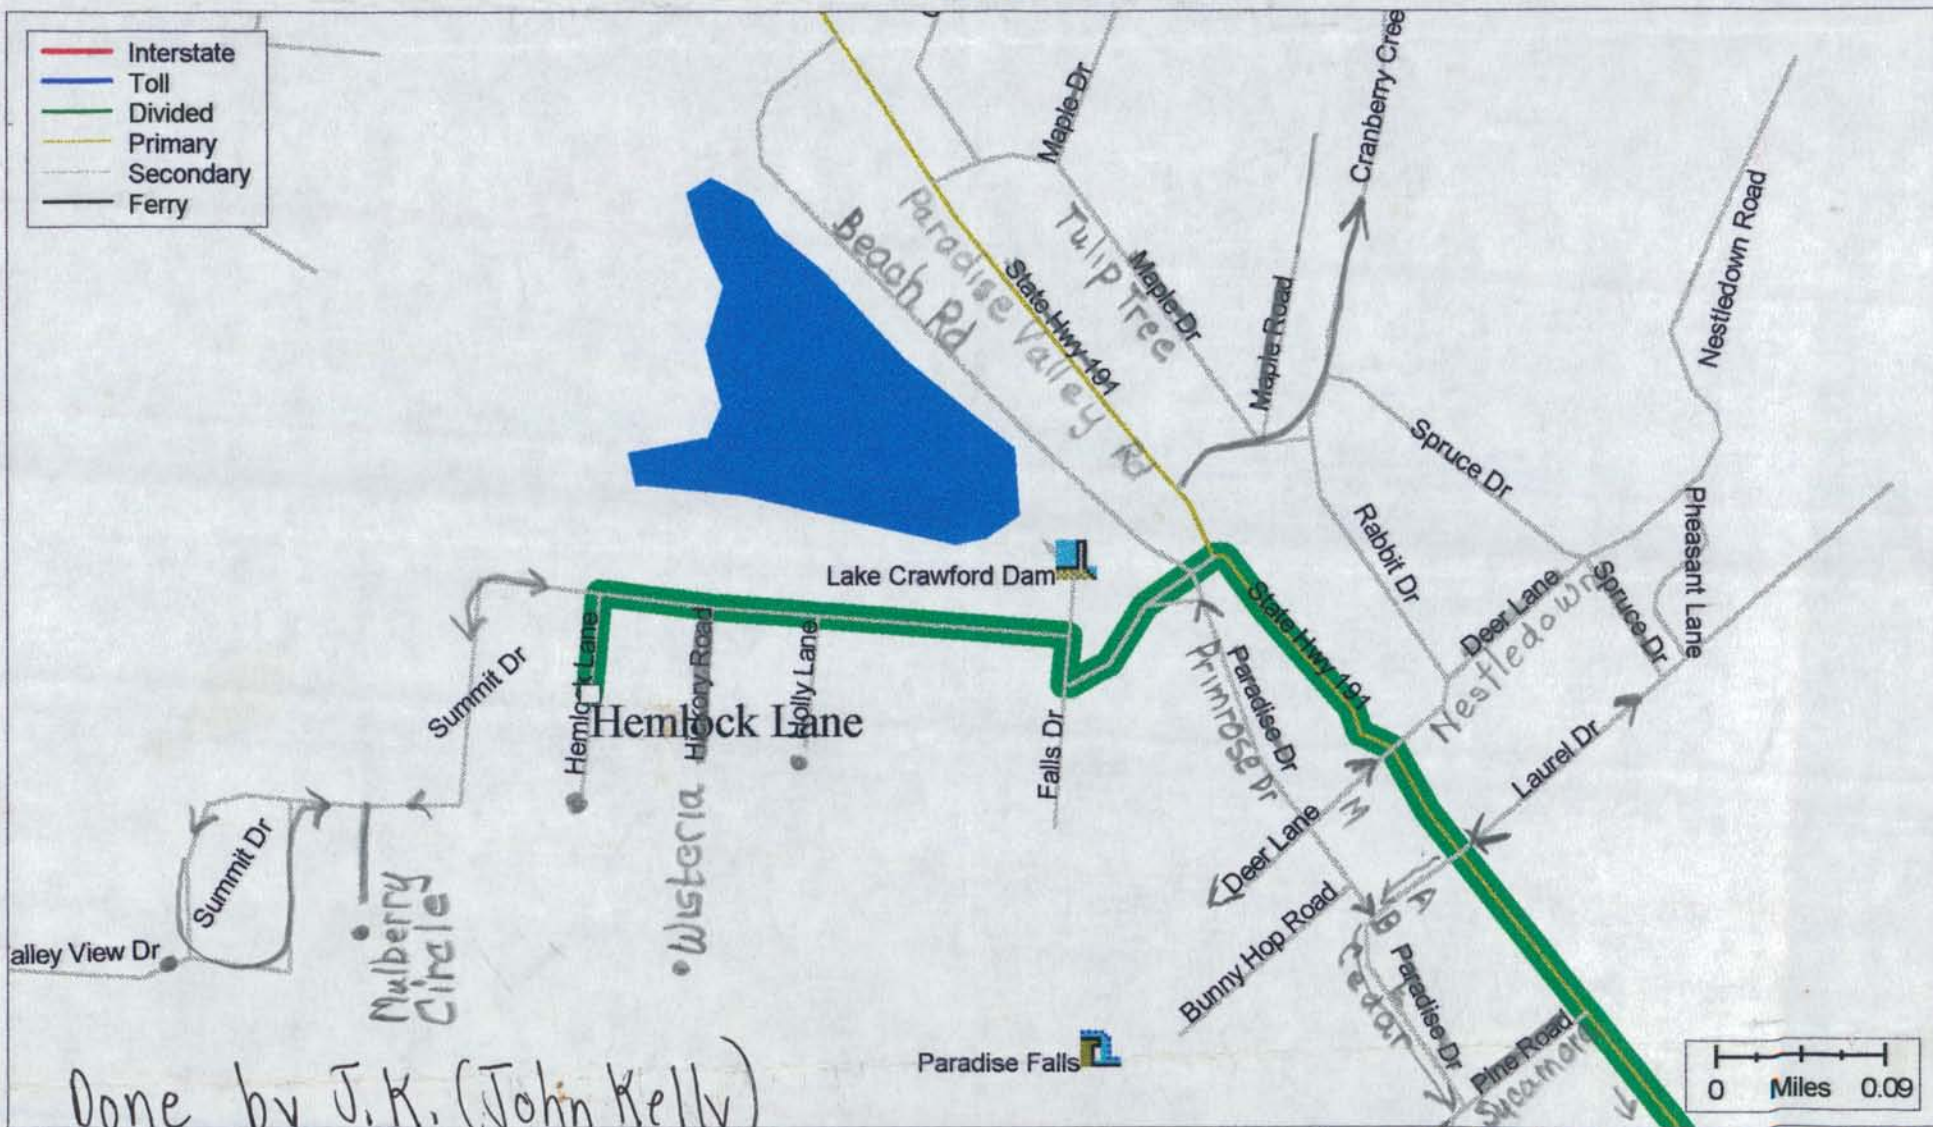 Interstate
Toll
Divided
Primary
Secondary
Ferry
Maple Dr
Cranberry Cree
Nestledown Road
Paradise Valley Rd
Beach Rd
State Hwy 191
Tulip Tree
Maple Dr
Maple Road
Spruce Dr
Rabbit Dr
Pheasant Lane
Lake Crawford Dam
Deer Lane
Nestledown
Spruce Dr
State Hwy 191
Summit Dr
Hemlock Lane
Hickory Road
Holly Lane
Hemlock Lane
Falls Dr
Primrose Dr
Paradise Dr
Laurel Dr
Deer Lane
M
A
B
Bunny Hop Road
Summit Dr
alley View Dr
Mulberry
Circle
Wisteria
Cedar
Paradise Dr
Pine Road
Sycamore
Paradise Falls
0 Miles 0.09
Done by J.K. (John Kelly)